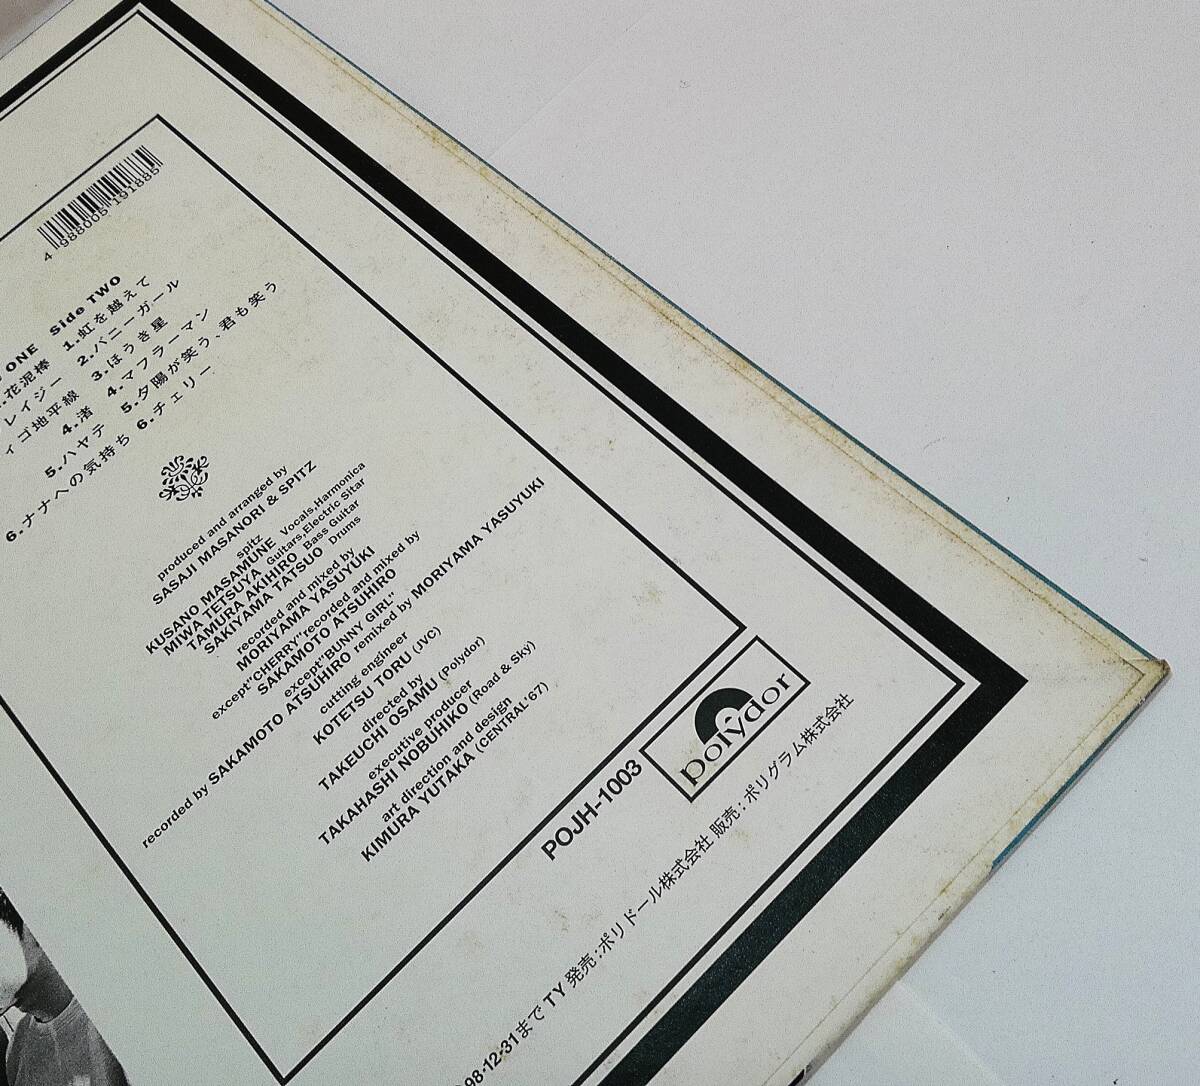 4 988005 191885
ONE Side TWO
花泥棒 1.虹を越えて
レイジー 2.バニーガール
ィゴ地平線 3.ほうき星
4.渚 4.マフラーマン
5.ハヤテ 5.夕陽が笑う、君も笑う
6.ナナへの気持ち 6.チェリー
produced and arranged by
SASAJI MASANORI & SPITZ
spitz
KUSANO MASAMUNE Vocals,Harmonica
MIWA TETSUYA Guitars,Electric Sitar
TAMURA AKIHIRO Bass Guitar
SAKIYAMA TATSUO Drums
recorded and mixed by
MORIYAMA YASUYUKI
except"CHERRY"recorded and mixed by
SAKAMOTO ATSUHIRO
except"BUNNY GIRL"
recorded by SAKAMOTO ATSUHIRO remixed by MORIYAMA YASUYUKI
cutting engineer
KOTETSU TORU (JVC)
directed by
TAKEUCHI OSAMU (Polydor)
executive producer
TAKAHASHI NOBUHIKO (Road & Sky)
art direction and design
KIMURA YUTAKA (CENTRAL'67)
POJH-1003
polydor
98-12-31まで TY 発売:ポリドール株式会社 販売:ポリグラム株式会社